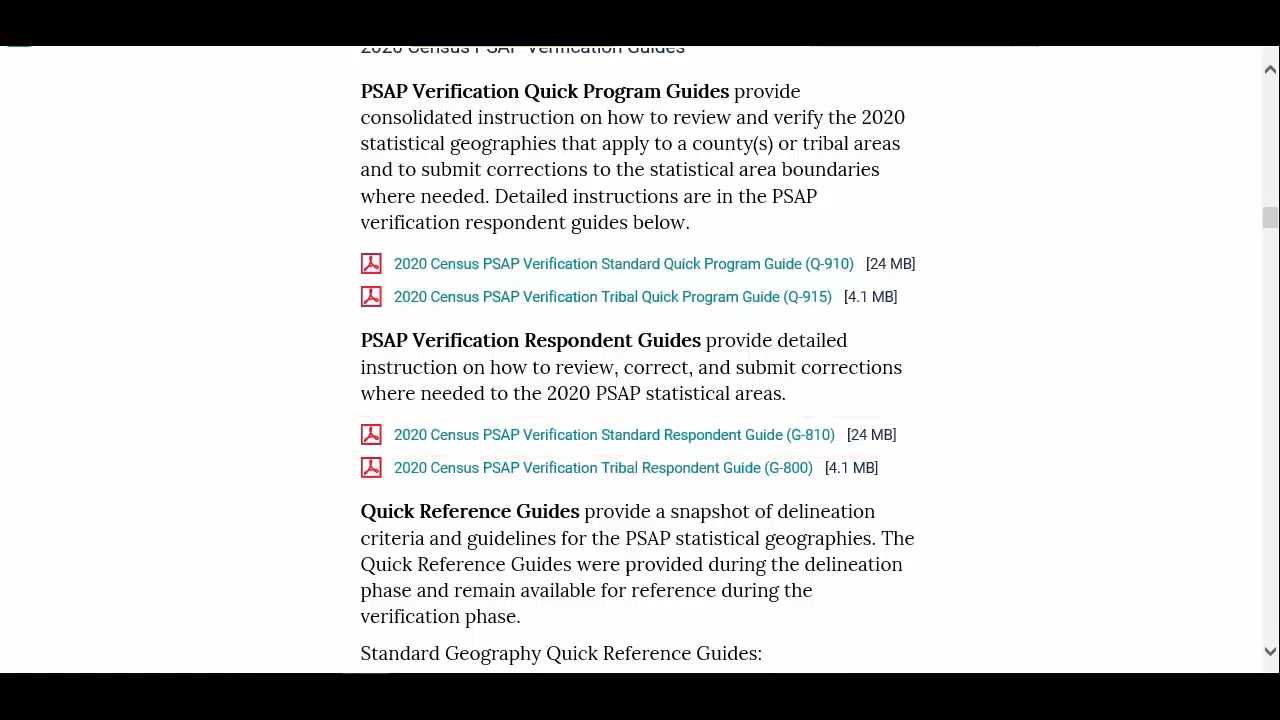 2020 Census PSAP Verification Guides
PSAP Verification Quick Program Guides provide
consolidated instruction on how to review and verify the 2020
statistical geographies that apply to a county(s) or tribal areas
and to submit corrections to the statistical area boundaries
where needed. Detailed instructions are in the PSAP
verification respondent guides below.
2020 Census PSAP Verification Standard Quick Program Guide (Q-910) [24 MB]
2020 Census PSAP Verification Tribal Quick Program Guide (Q-915) [4.1 MB]
PSAP Verification Respondent Guides provide detailed
instruction on how to review, correct, and submit corrections
where needed to the 2020 PSAP statistical areas.
2020 Census PSAP Verification Standard Respondent Guide (G-810) [24 MB]
2020 Census PSAP Verification Tribal Respondent Guide (G-800) [4.1 MB]
Quick Reference Guides provide a snapshot of delineation
criteria and guidelines for the PSAP statistical geographies. The
Quick Reference Guides were provided during the delineation
phase and remain available for reference during the
verification phase.
Standard Geography Quick Reference Guides: